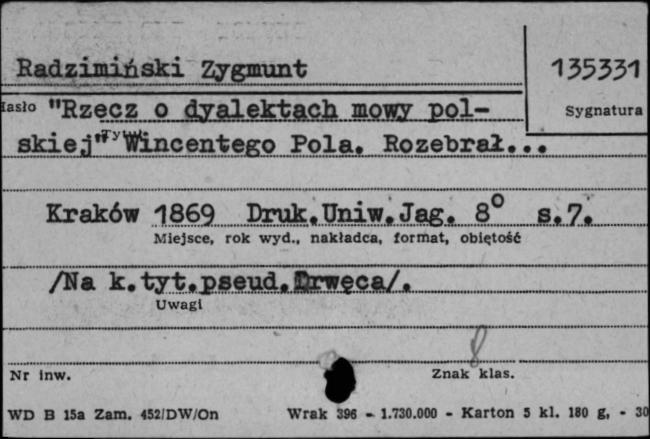 Radzimiński Zygmunt
135331
Hasło "Rzecz o dyalektach mowy pol-
Sygnatura
skiej" Tytuł Wincentego Pola. Rozebrał...
Kraków 1869 Druk.Uniw.Jag. 8° s.7.
Miejsce, rok wyd., nakładca, format, obiętość
/Na k.tyt.pseud.Drwęca/.
Uwagi
8
Nr inw.
Znak klas.
WD B 15a Zam. 452/DW/On Wrak 396 - 1.730.000 - Karton 5 kl. 180 g, - 30